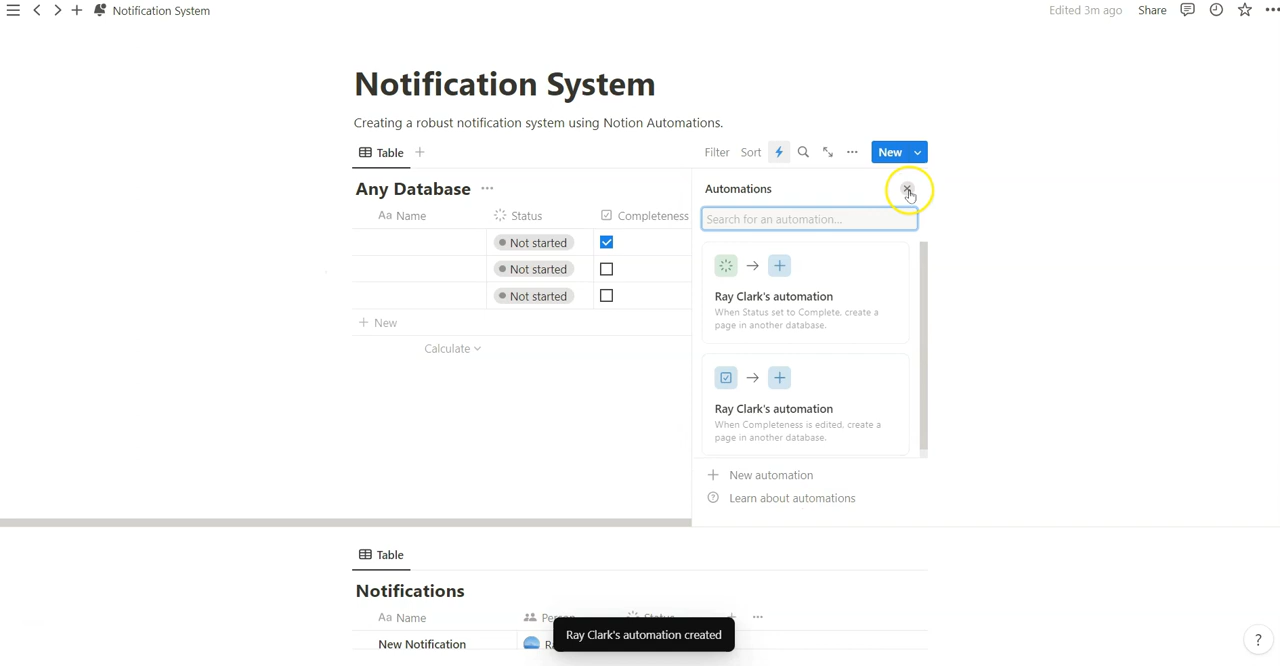 Notification System
Edited 3m ago Share
Notification System
Creating a robust notification system using Notion Automations.
Table Filter Sort New
Any Database Automations
Aa Name Status Completeness Search for an automation...
Not started
Not started
Not started
New
Calculate
Ray Clark's automation
When Status set to Complete, create a
page in another database.
Ray Clark's automation
When Completeness is edited, create a
page in another database.
New automation
Learn about automations
Table
Notifications
Aa Name
New Notification
Ray Clark's automation created
?